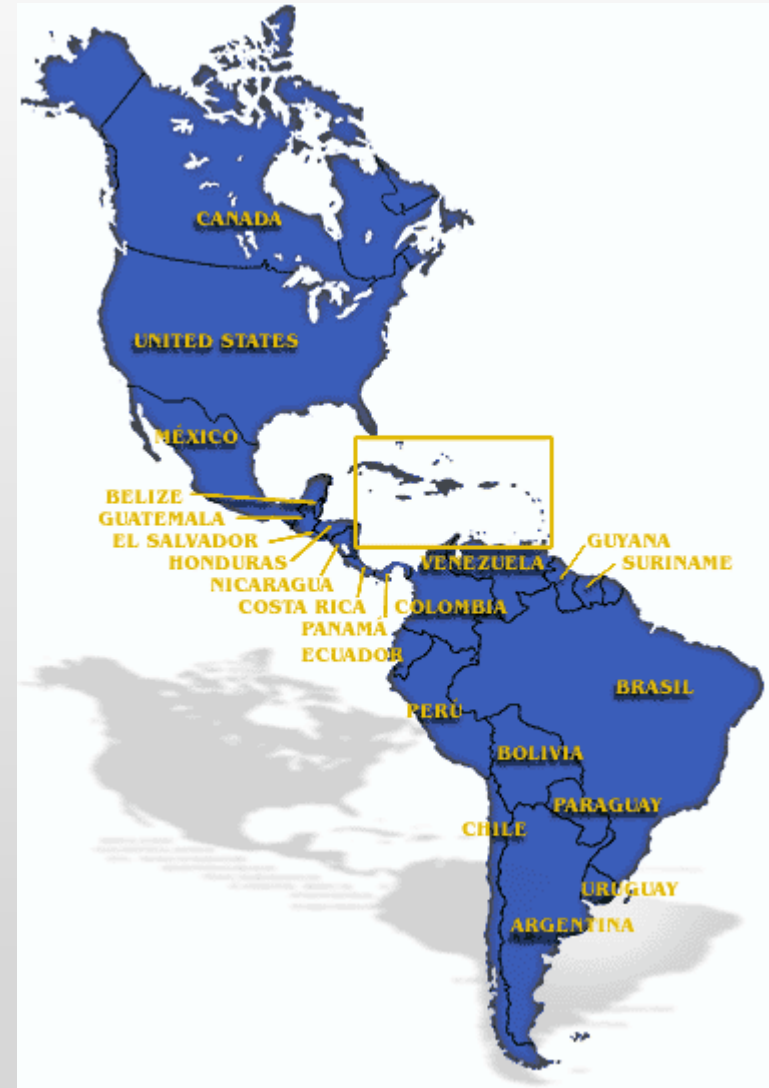 CANADA
UNITED STATES
MÉXICO
BELIZE
GUATEMALA
EL SALVADOR
HONDURAS
NICARAGUA
COSTA RICA
PANAMÁ
GUYANA
SURINAME
VENEZUELA
COLOMBÍA
ECUADOR
BRASIL
PERÚ
BOLIVIA
PARAGUAY
CHILE
URUGUAY
ARGENTINA